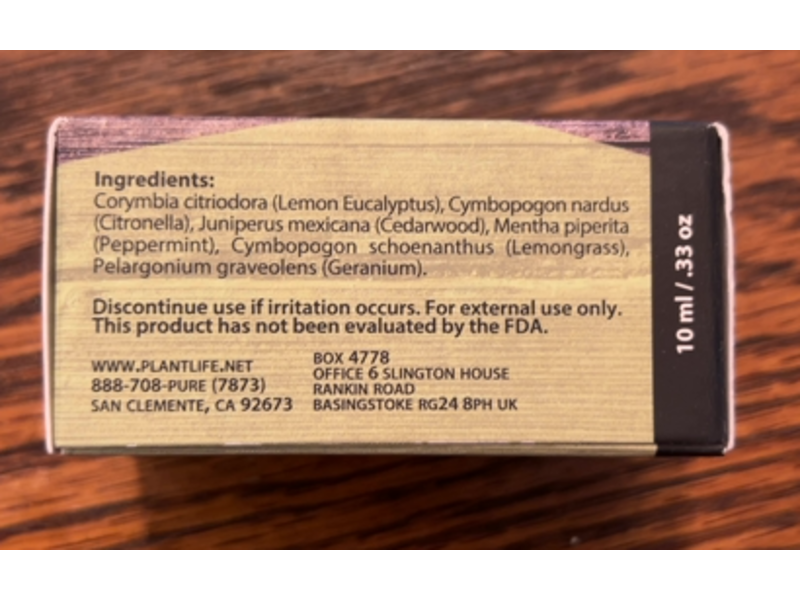 Ingredients:
Corymbia citriodora (Lemon Eucalyptus), Cymbopogon nardus
(Citronella), Juniperus mexicana (Cedarwood), Mentha piperita
(Peppermint), Cymbopogon schoenanthus (Lemongrass),
Pelargonium graveolens (Geranium).
Discontinue use if irritation occurs. For external use only.
This product has not been evaluated by the FDA.
WWW.PLANTLIFE.NET
888-708-PURE (7873)
SAN CLEMENTE, CA 92673
BOX 4778
OFFICE 6 SLINGTON HOUSE
RANKIN ROAD
BASINGSTOKE RG24 8PH UK
10 ml / .33 oz